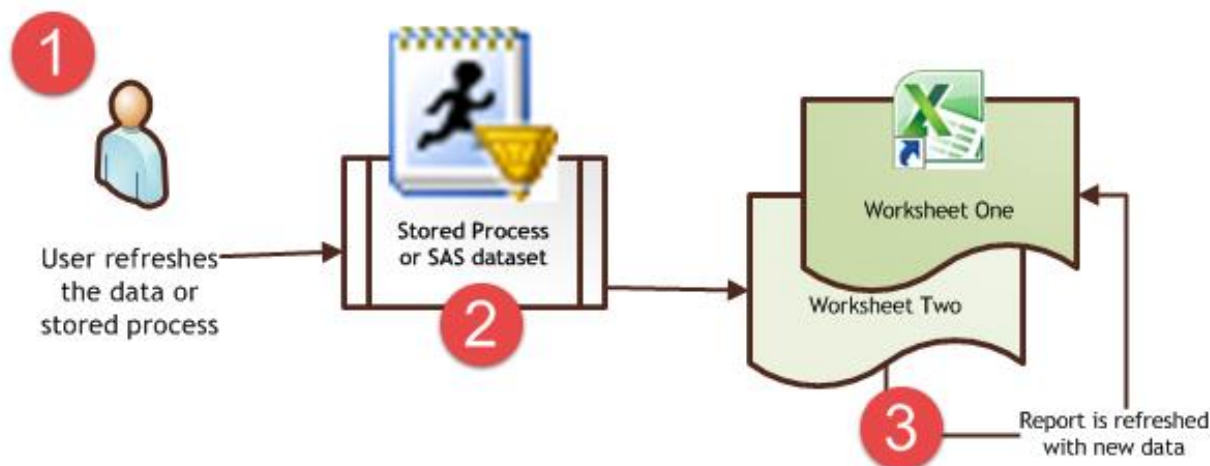 1
User refreshes
the data or
stored process
Stored Process
or SAS dataset
2
Worksheet One
Worksheet Two
3
Report is refreshed
with new data